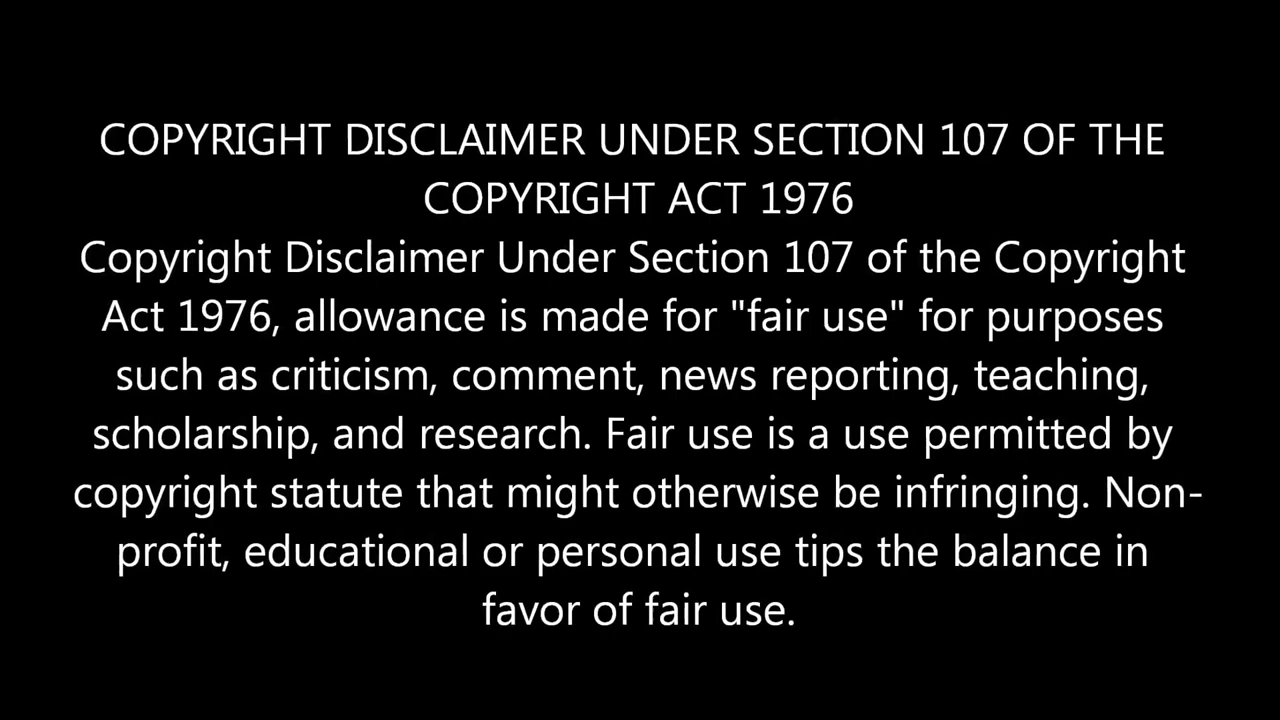 COPYRIGHT DISCLAIMER UNDER SECTION 107 OF THE
COPYRIGHT ACT 1976
Copyright Disclaimer Under Section 107 of the Copyright
Act 1976, allowance is made for "fair use" for purposes
such as criticism, comment, news reporting, teaching,
scholarship, and research. Fair use is a use permitted by
copyright statute that might otherwise be infringing. Non-
profit, educational or personal use tips the balance in
favor of fair use.